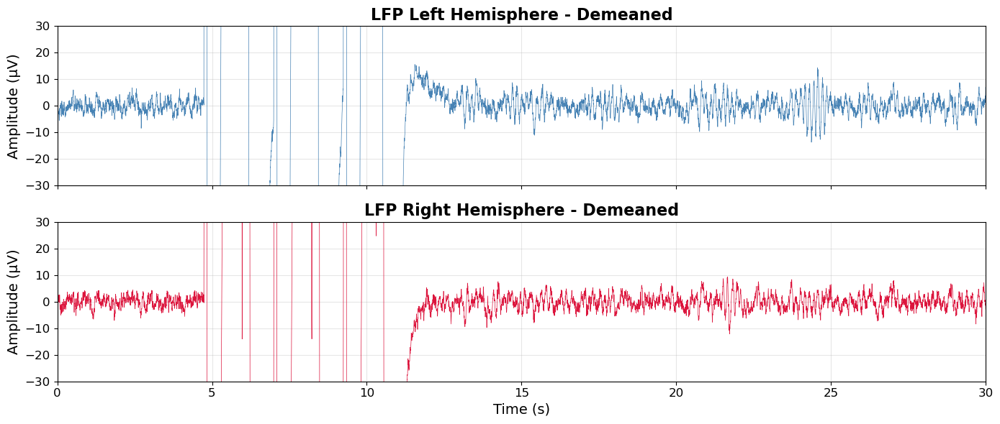 LFP Left Hemisphere - Demeaned
Amplitude (µV)
30
20
10
0
−10
−20
−30
LFP Right Hemisphere - Demeaned
Amplitude (µV)
30
20
10
0
−10
−20
−30
0 5 10 15 20 25 30
Time (s)